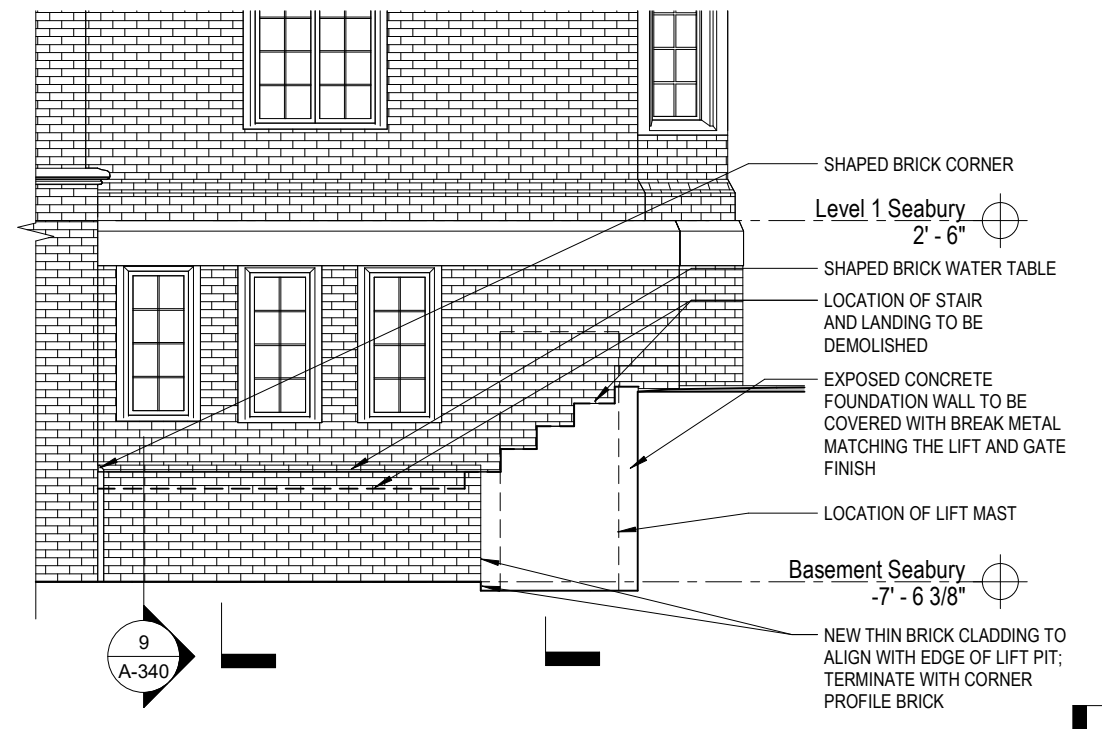 SHAPED BRICK CORNER
Level 1 Seabury
2' - 6"
SHAPED BRICK WATER TABLE
LOCATION OF STAIR
AND LANDING TO BE
DEMOLISHED
EXPOSED CONCRETE
FOUNDATION WALL TO BE
COVERED WITH BREAK METAL
MATCHING THE LIFT AND GATE
FINISH
LOCATION OF LIFT MAST
Basement Seabury
-7' - 6 3/8"
NEW THIN BRICK CLADDING TO
ALIGN WITH EDGE OF LIFT PIT;
TERMINATE WITH CORNER
PROFILE BRICK
9
A-340